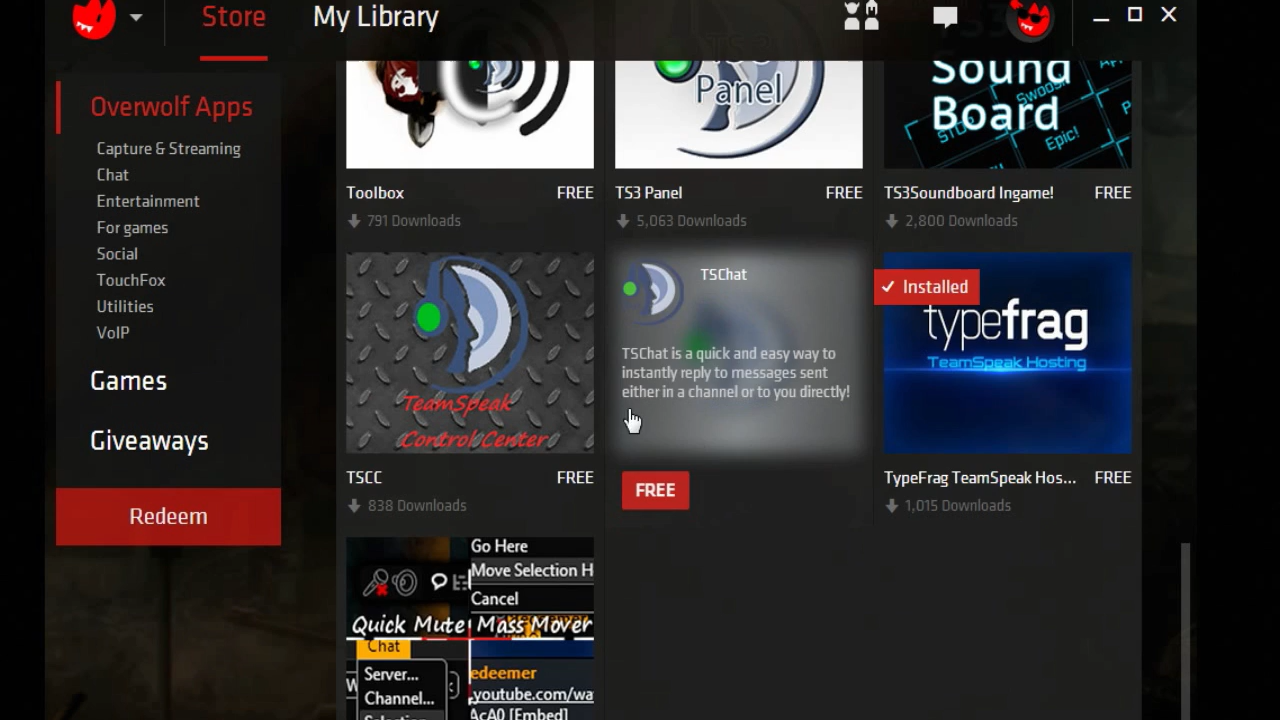 Store
My Library
Overwolf Apps
Capture & Streaming
Chat
Entertainment
For games
Social
TouchFox
Utilities
VoIP
Games
Giveaways
Redeem
Panel
Sound
Board
Swoosh
Epic!
Toolbox FREE
791 Downloads
TS3 Panel FREE
5,063 Downloads
TS3Soundboard Ingame! FREE
2,800 Downloads
TeamSpeak
Control Center
TSCC FREE
838 Downloads
TSChat
TSChat is a quick and easy way to
instantly reply to messages sent
either in a channel or to you directly!
FREE
Installed
typefrag
TeamSpeak Hosting
TypeFrag TeamSpeak Hos... FREE
1,015 Downloads
Go Here
Move Selection H
Cancel
Quick Mute
Mass Mover
Chat
Server...
Channel...
edeemer
.youtube.com/wa
AcA0 [Embed]